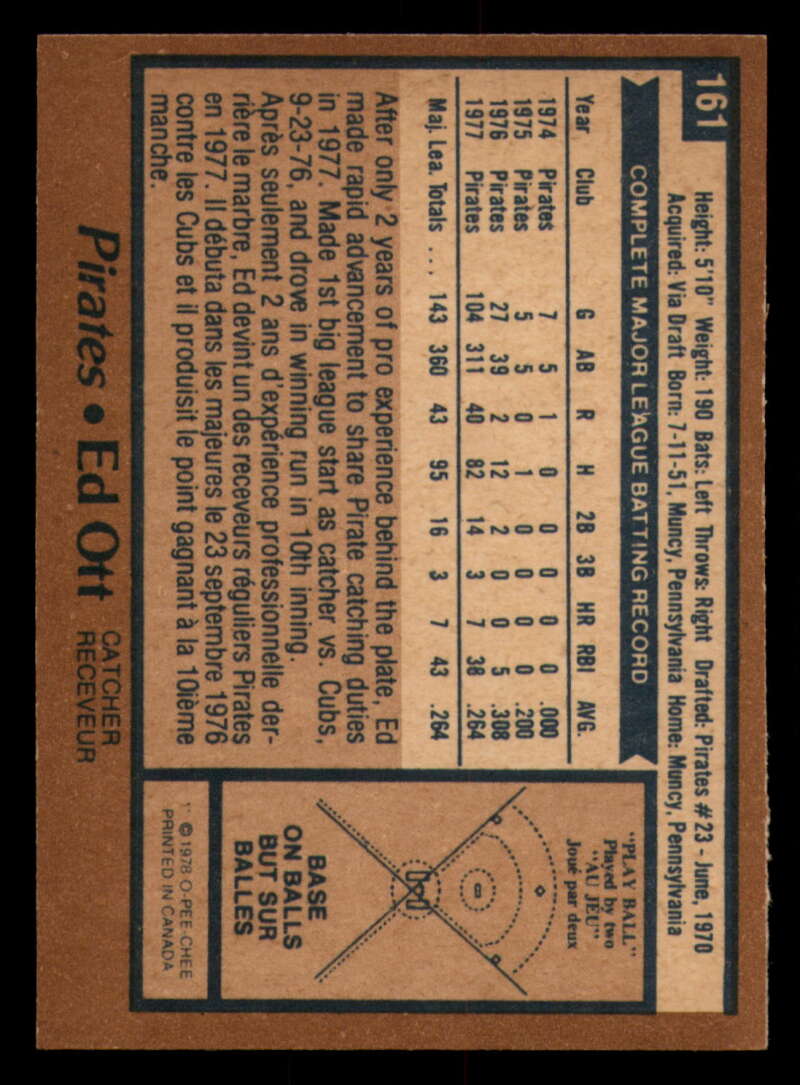 161
Height: 5'10" Weight: 190 Bats: Left Throws: Right Drafted: Pirates #23 - June, 1970
Acquired: Via Draft Born: 7-11-51, Muncy, Pennsylvania Home: Muncy, Pennsylvania
COMPLETE MAJOR LEAGUE BATTING RECORD
Year Club G AB R H 2B 3B HR RBI AVG.
1974 Pirates 7 5 1 0 0 0 0 0 .000
1975 Pirates 5 5 0 1 0 0 0 0 .200
1976 Pirates 27 39 2 12 2 0 0 5 .308
1977 Pirates 104 311 40 82 14 3 7 38 .264
Maj. Lea. Totals ... 143 360 43 95 16 3 7 43 .264
After only 2 years of pro experience behind the plate, Ed
made rapid advancement to share Pirate catching duties
in 1977. Made 1st big league start as catcher vs. Cubs,
9-23-76, and drove in winning run in 10th inning.
Après seulement 2 ans d'expérience professionnelle der-
rière le marbre, Ed devint un des receveurs réguliers Pirates
en 1977. Il débuta dans les majeures le 23 septembre 1976
contre les Cubs et il produisit le point gagnant à la 10ième
manche.
Pirates • Ed Ott CATCHER
RECEVEUR
"PLAY BALL"
Played by two
"AU JEU"
Joué par deux
BASE
ON BALLS
BUT SUR
BALLES
1* © 1978 O-PEE-CHEE
PRINTED IN CANADA